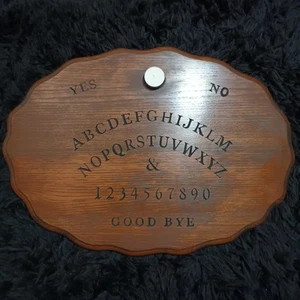 YES NO
ABCDEFGHIJKLM
NOPQRSTUVWXYZ
&
1234567890
GOOD BYE